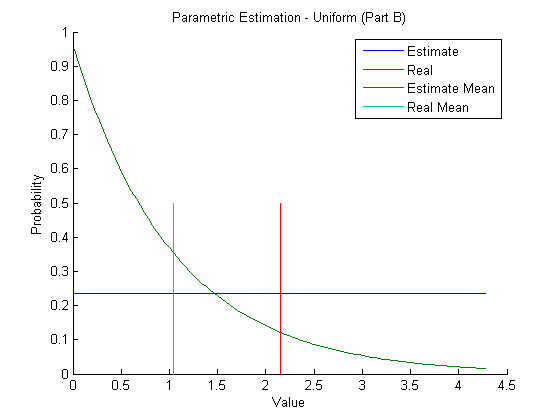 Parametric Estimation - Uniform (Part B)
Estimate
Real
Estimate Mean
Real Mean
Probability
1
0.9
0.8
0.7
0.6
0.5
0.4
0.3
0.2
0.1
0
0 0.5 1 1.5 2 2.5 3 3.5 4 4.5
Value